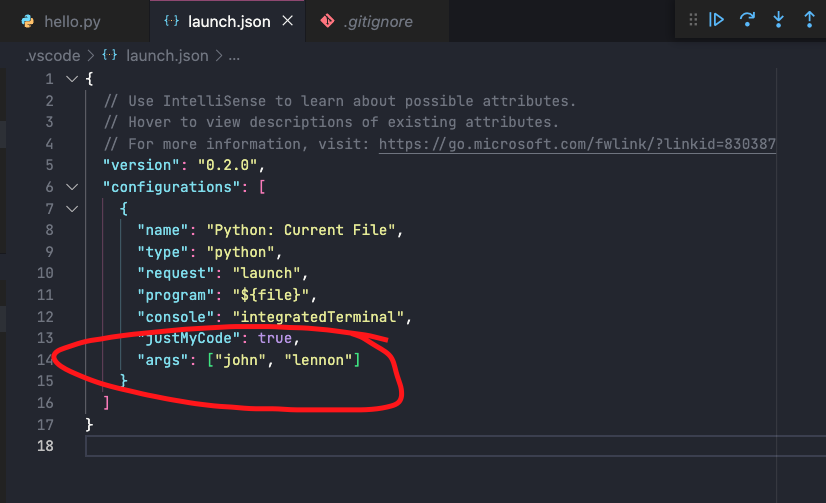 hello.py launch.json .gitignore
.vscode > launch.json > ...
1 {
2 // Use IntelliSense to learn about possible attributes.
3 // Hover to view descriptions of existing attributes.
4 // For more information, visit: https://go.microsoft.com/fwlink/?linkid=830387
5 "version": "0.2.0",
6 "configurations": [
7 {
8 "name": "Python: Current File",
9 "type": "python",
10 "request": "launch",
11 "program": "${file}",
12 "console": "integratedTerminal",
13 "justMyCode": true,
14 "args": ["john", "lennon"]
15 }
16 ]
17 }
18